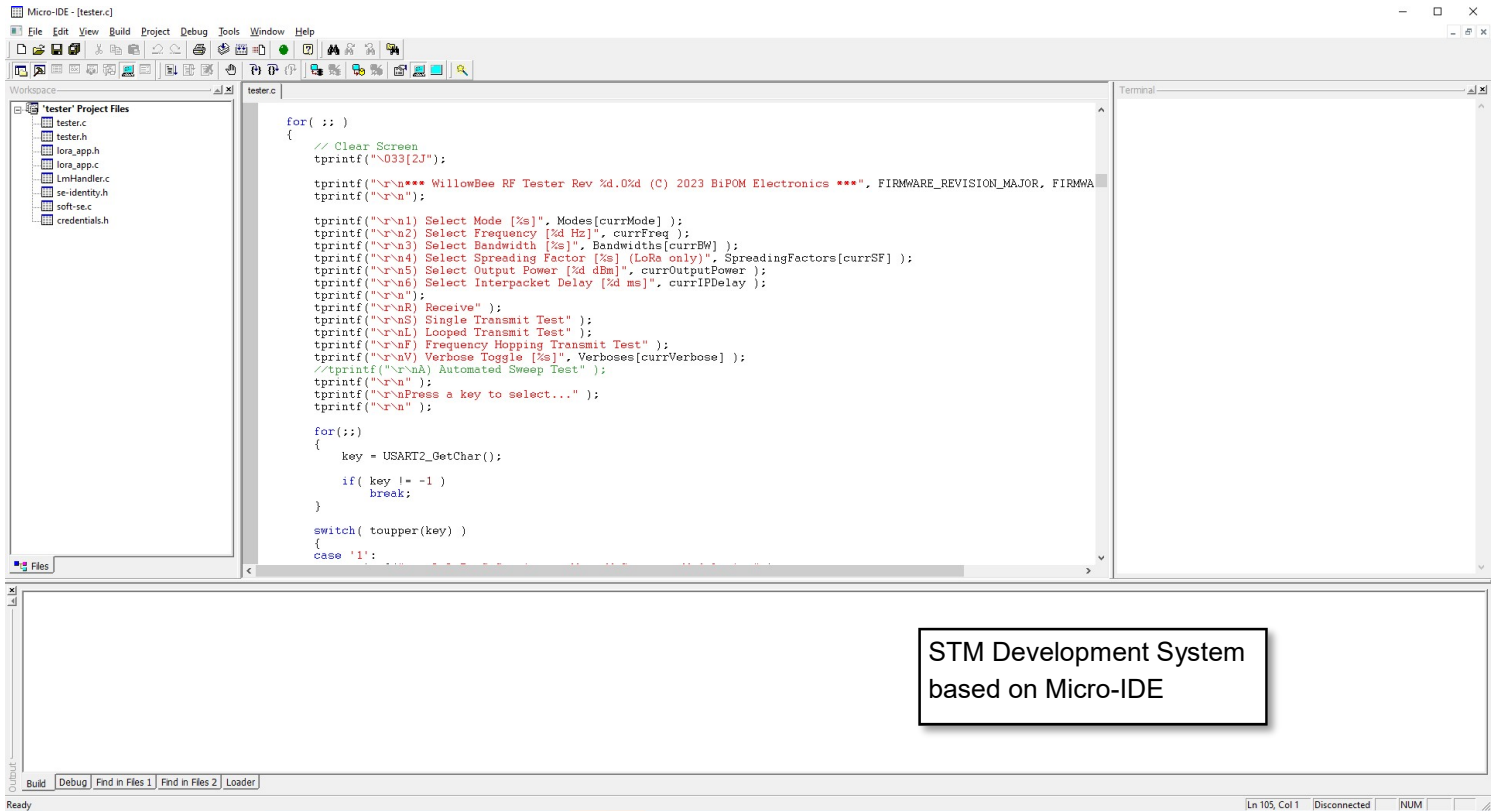 Micro-IDE - [tester.c]
File Edit View Build Project Debug Tools Window Help
Workspace
'tester' Project Files
tester.c
tester.h
lora_app.h
lora_app.c
LmHandler.c
se-identity.h
soft-se.c
credentials.h
Files
tester.c
for( ;; )
{
// Clear Screen
tprintf("\033[2J");
tprintf("\r\n*** WillowBee RF Tester Rev %d.0%d (C) 2023 BiPOM Electronics ***", FIRMWARE_REVISION_MAJOR, FIRMWA
tprintf("\r\n");
tprintf("\r\n1) Select Mode [%s]", Modes[currMode] );
tprintf("\r\n2) Select Frequency [%d Hz]", currFreq );
tprintf("\r\n3) Select Bandwidth [%s]", Bandwidths[currBW] );
tprintf("\r\n4) Select Spreading Factor [%s] (LoRa only)", SpreadingFactors[currSF] );
tprintf("\r\n5) Select Output Power [%d dBm]", currOutputPower );
tprintf("\r\n6) Select Interpacket Delay [%d ms]", currIPDelay );
tprintf("\r\n");
tprintf("\r\nR) Receive" );
tprintf("\r\nS) Single Transmit Test" );
tprintf("\r\nL) Looped Transmit Test" );
tprintf("\r\nF) Frequency Hopping Transmit Test" );
tprintf("\r\nV) Verbose Toggle [%s]", Verboses[currVerbose] );
//tprintf("\r\nA) Automated Sweep Test" );
tprintf("\r\n" );
tprintf("\r\nPress a key to select..." );
tprintf("\r\n" );
for(;;)
{
key = USART2_GetChar();
if( key != -1 )
break;
}
switch( toupper(key) )
{
case '1':
Terminal
STM Development System
based on Micro-IDE
Output
Build Debug Find in Files 1 Find in Files 2 Loader
Ready Ln 105, Col 1 Disconnected NUM